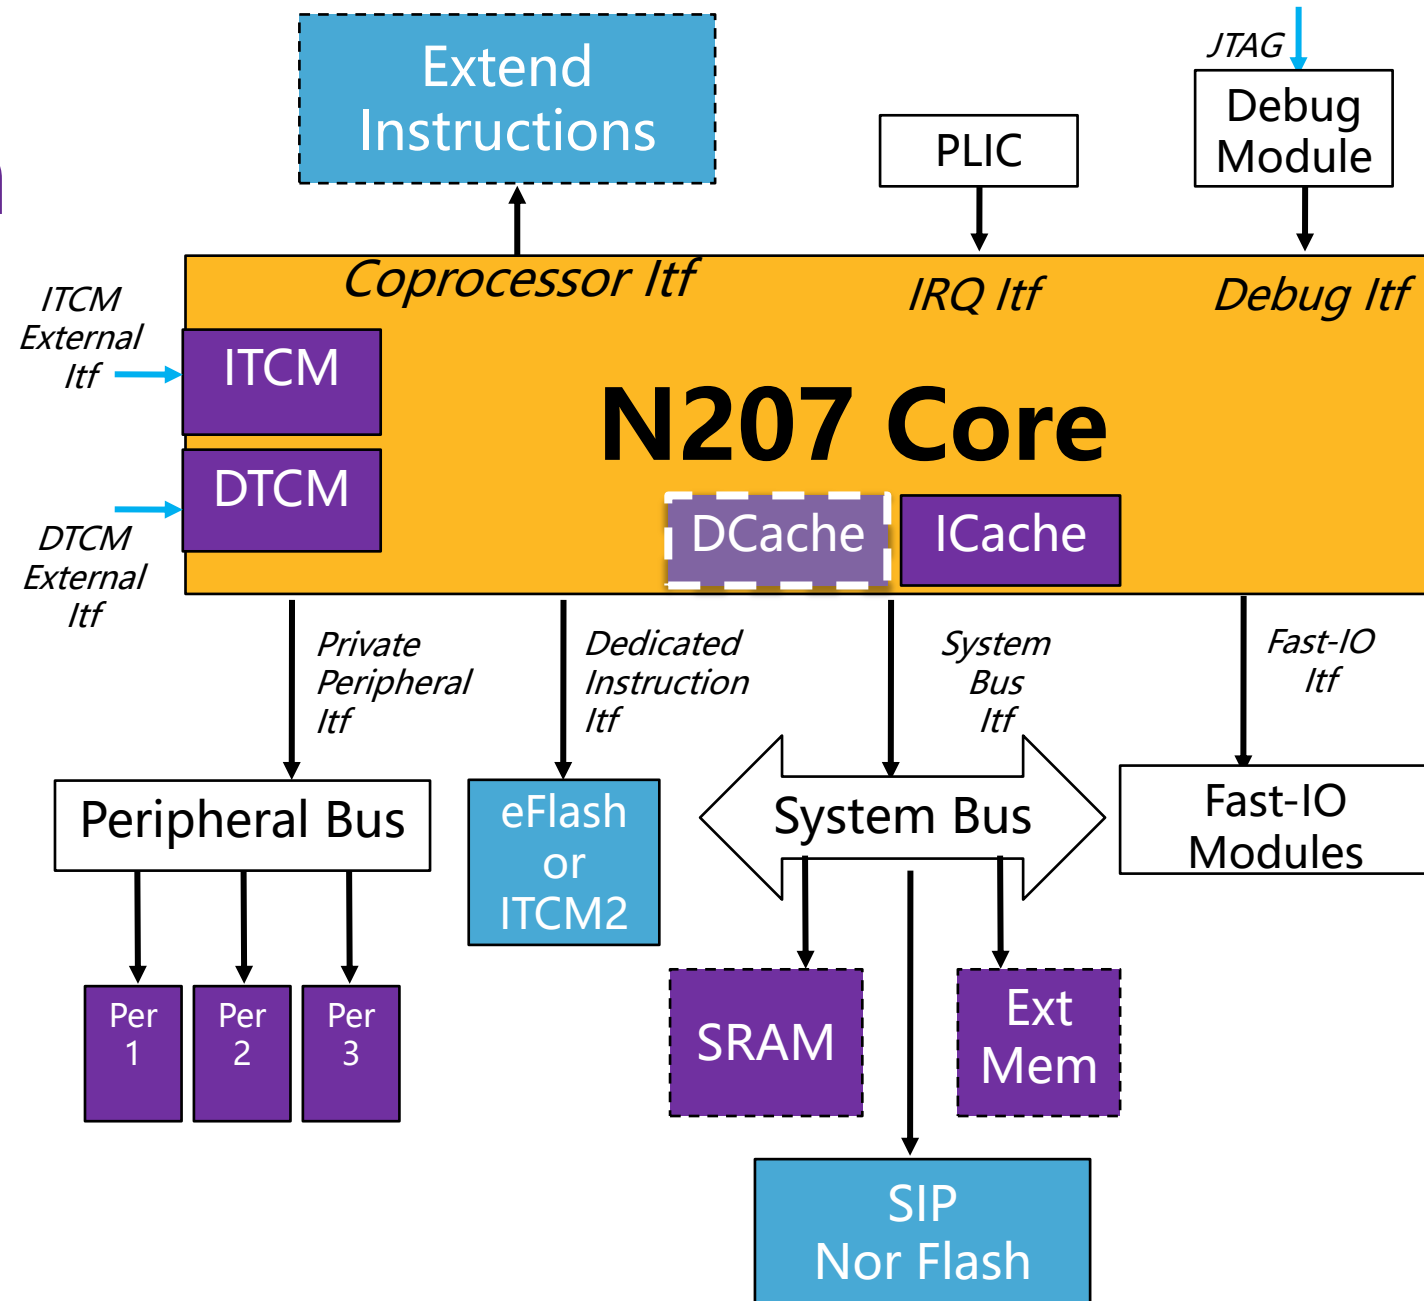 Extend
Instructions
JTAG
Debug
Module
PLIC
Coprocessor Itf
IRQ Itf
Debug Itf
ITCM
External
Itf
ITCM
N207 Core
DTCM
DTCM
External
Itf
DCache
ICache
Private
Peripheral
Itf
Dedicated
Instruction
Itf
System
Bus
Itf
Fast-IO
Itf
Peripheral Bus
eFlash
or
ITCM2
System Bus
Fast-IO
Modules
Per
1
Per
2
Per
3
SRAM
Ext
Mem
SIP
Nor Flash